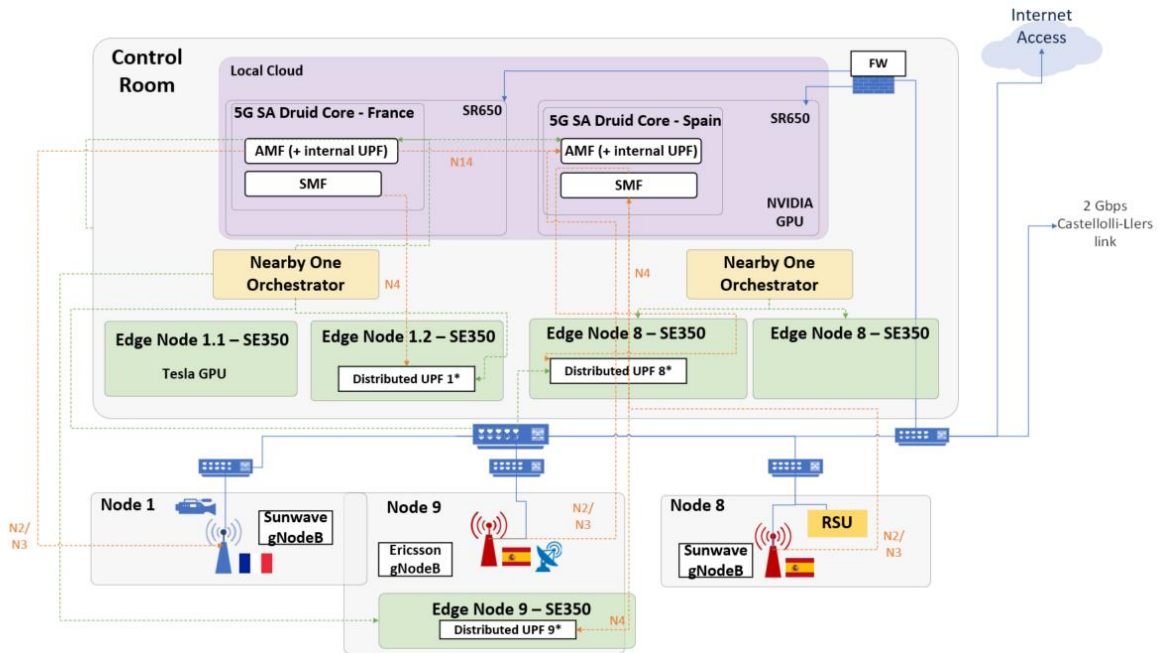 Internet
Access
Control
Room
Local Cloud
FW
5G SA Druid Core - France
SR650
5G SA Druid Core - Spain
SR650
AMF (+ internal UPF)
N14
AMF (+ internal UPF)
SMF
SMF
NVIDIA
GPU
2 Gbps
Castellolli-Llers
link
Nearby One
Orchestrator
N4
N4
Nearby One
Orchestrator
Edge Node 1.1 – SE350
Tesla GPU
Edge Node 1.2 – SE350
Distributed UPF 1*
Edge Node 8 – SE350
Distributed UPF 8*
Edge Node 8 – SE350
Node 1
Sunwave
gNodeB
N2/
N3
Node 9
Ericsson
gNodeB
N2/
N3
Node 8
Sunwave
gNodeB
RSU
N2/
N3
Edge Node 9 – SE350
Distributed UPF 9*
N4